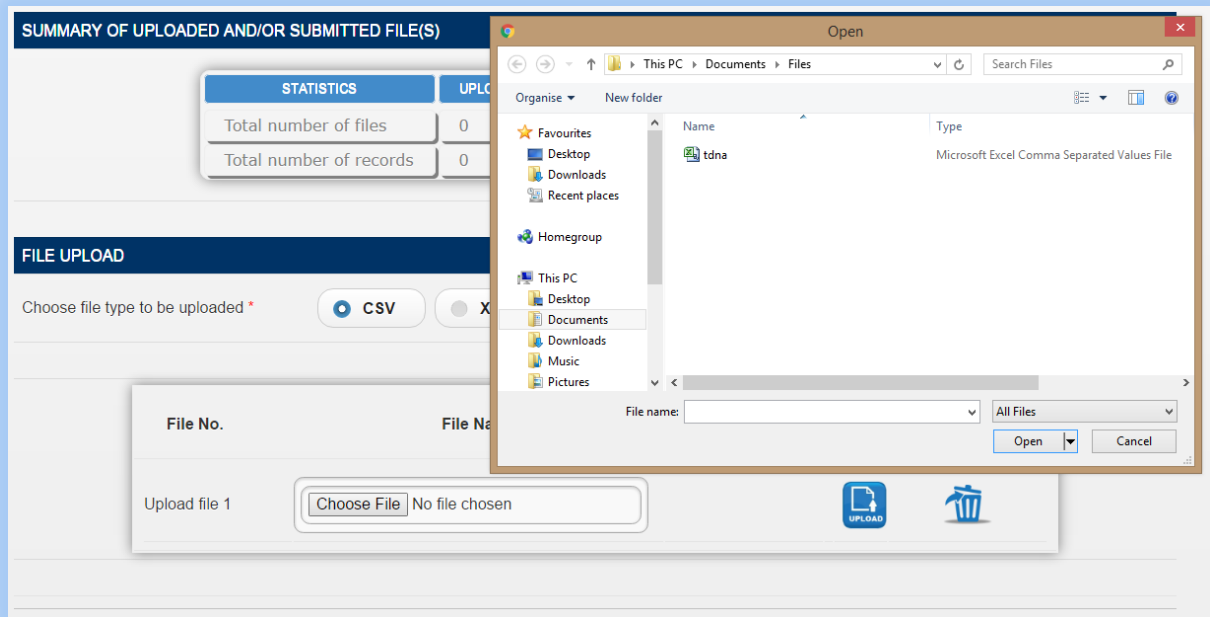 SUMMARY OF UPLOADED AND/OR SUBMITTED FILE(S)
STATISTICS
UPLO
Total number of files
0
Total number of records
0
FILE UPLOAD
Choose file type to be uploaded *
CSV
X
File No.
File Na
Upload file 1
Choose File No file chosen
UPLOAD
Open
This PC
Documents
Files
Search Files
Organise
New folder
Favourites
Desktop
Downloads
Recent places
Homegroup
This PC
Desktop
Documents
Downloads
Music
Pictures
Name
Type
tdna
Microsoft Excel Comma Separated Values File
File name:
All Files
Open
Cancel